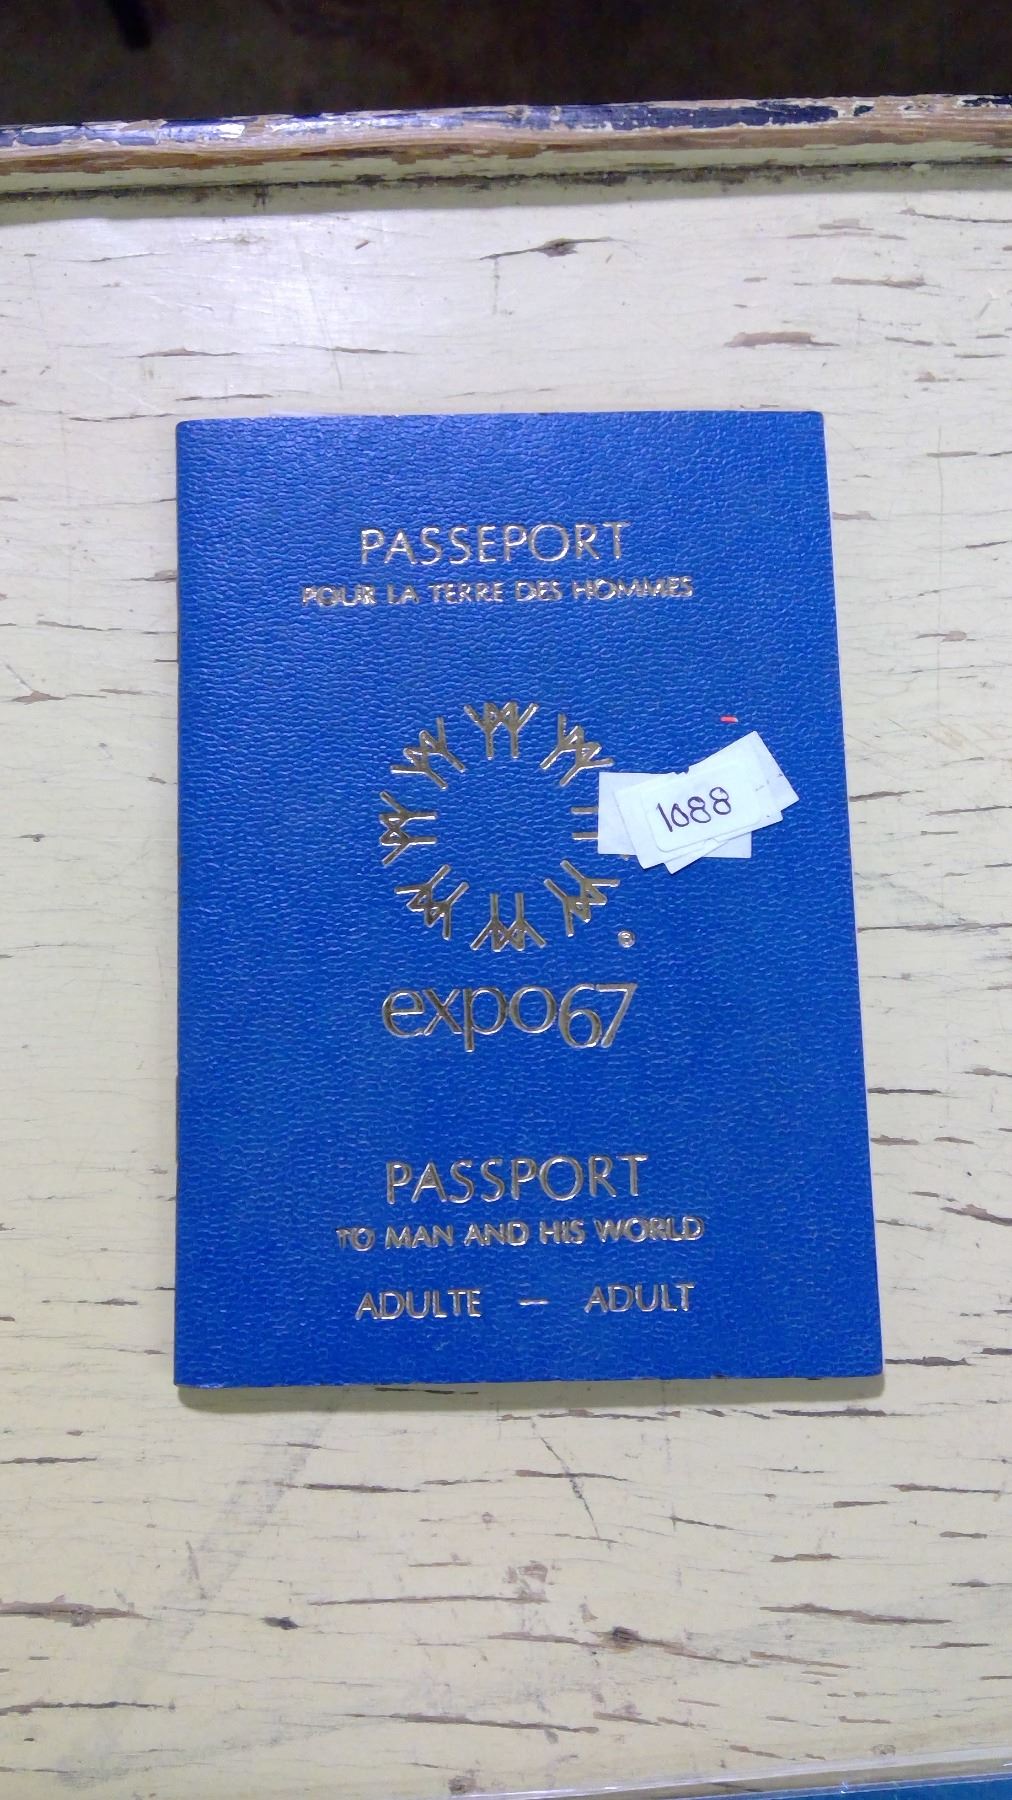 PASSEPORT
POUR LA TERRE DES HOMMES
1088
®
expo67
PASSPORT
TO MAN AND HIS WORLD
ADULTE — ADULT